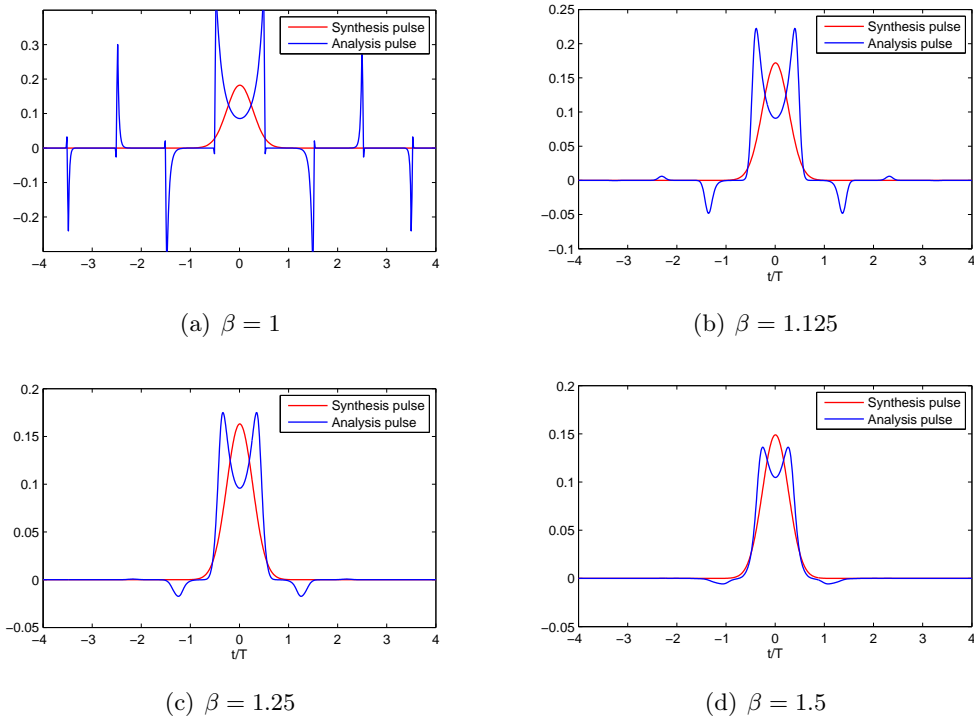 Synthesis pulse
Analysis pulse
0.3
0.2
0.1
0
−0.1
−0.2
−4 −3 −2 −1 0 1 2 3 4
(a) β = 1
Synthesis pulse
Analysis pulse
0.25
0.2
0.15
0.1
0.05
0
−0.05
0.1
−4 −3 −2 −1 0 1 2 3 4
t/T
(b) β = 1.125
Synthesis pulse
Analysis pulse
0.2
0.15
0.1
0.05
0
−0.05
−4 −3 −2 −1 0 1 2 3 4
t/T
(c) β = 1.25
Synthesis pulse
Analysis pulse
0.2
0.15
0.1
0.05
0
−0.05
−4 −3 −2 −1 0 1 2 3 4
t/T
(d) β = 1.5